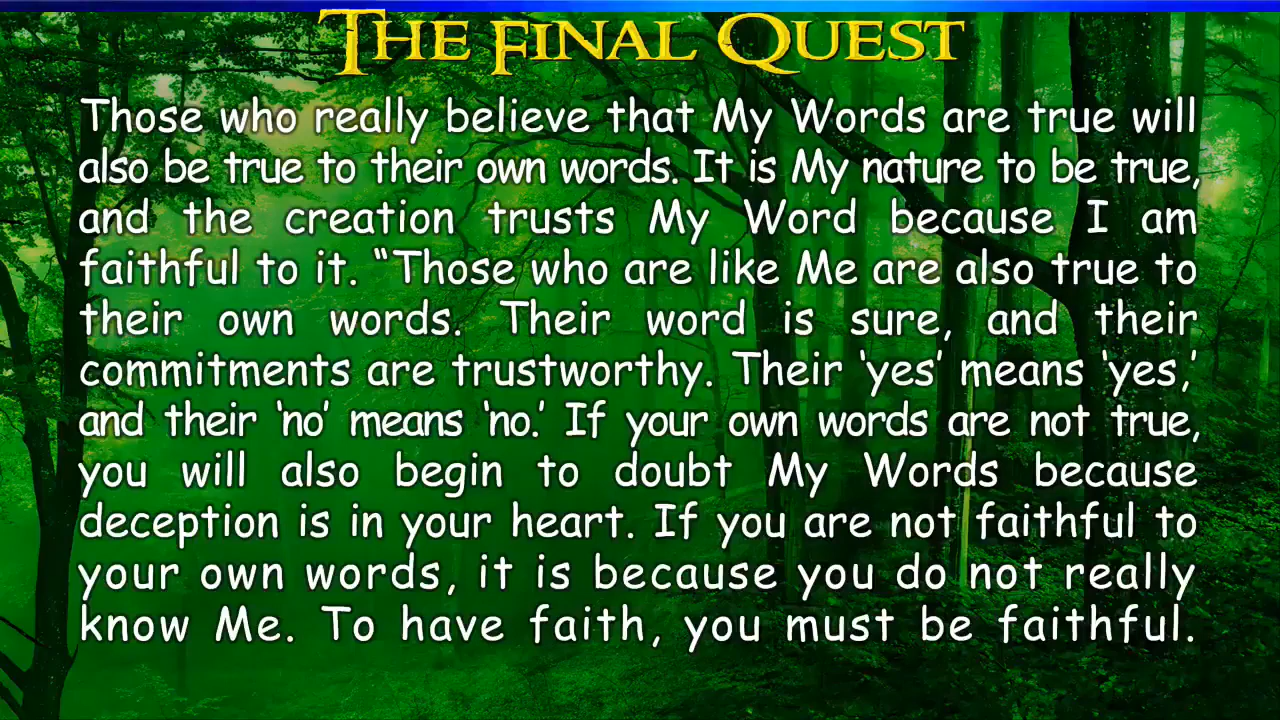 THE FINAL QUEST
Those who really believe that My Words are true will
also be true to their own words. It is My nature to be true,
and the creation trusts My Word because I am
faithful to it. “Those who are like Me are also true to
their own words. Their word is sure, and their
commitments are trustworthy. Their ‘yes’ means ‘yes,’
and their ‘no’ means ‘no.’ If your own words are not true,
you will also begin to doubt My Words because
deception is in your heart. If you are not faithful to
your own words, it is because you do not really
know Me. To have faith, you must be faithful.